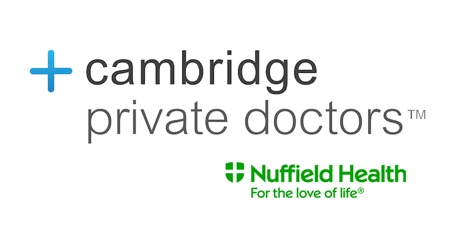 cambridge
private doctors™
Nuffield Health
For the love of life®